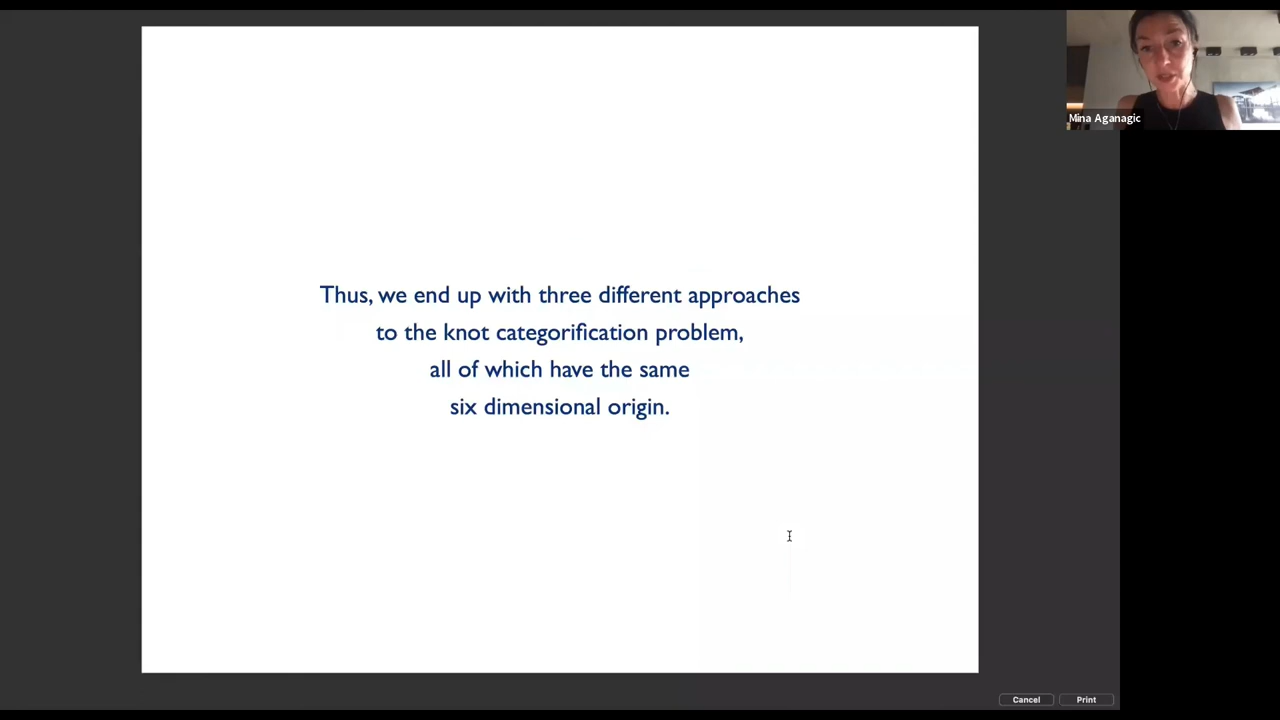 Mina Aganagic
Thus, we end up with three different approaches
to the knot categorification problem,
all of which have the same
six dimensional origin.
Cancel
Print